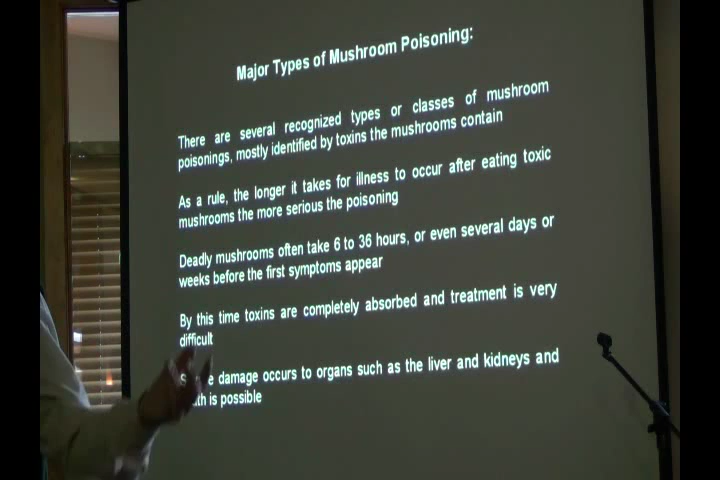 Major Types of Mushroom Poisoning:
There are several recognized types or classes of mushroom
poisonings, mostly identified by toxins the mushrooms contain
As a rule, the longer it takes for illness to occur after eating toxic
mushrooms the more serious the poisoning
Deadly mushrooms often take 6 to 36 hours, or even several days or
weeks before the first symptoms appear
By this time toxins are completely absorbed and treatment is very
difficult
damage occurs to organs such as the liver and kidneys and
is possible